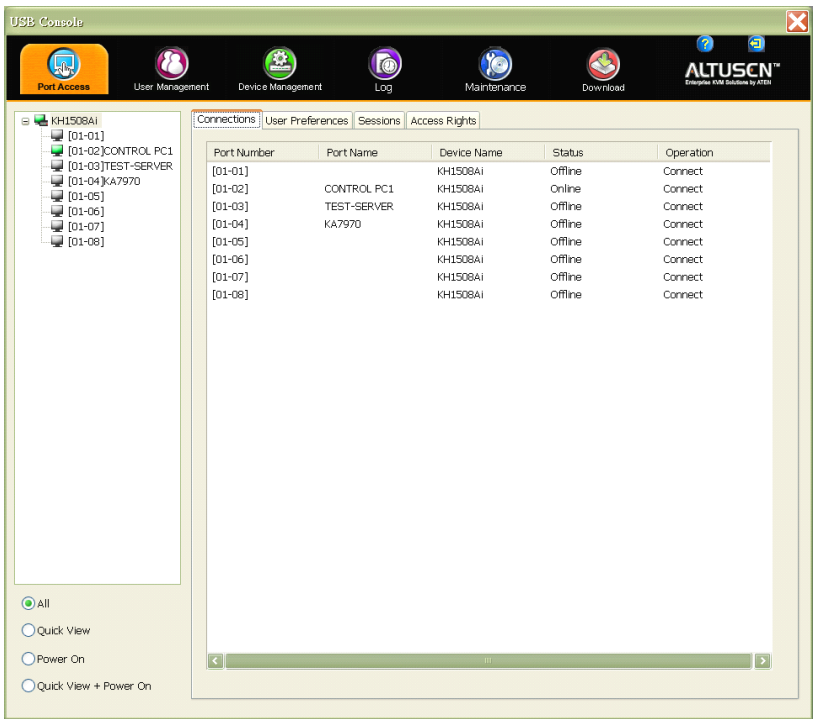 USB Console
Port Access User Management Device Management Log Maintenance Download
ALTUSEN™
Enterprise KVM Solutions by ATEN
KH1508Ai
[01-01]
[01-02]CONTROL PC1
[01-03]TEST-SERVER
[01-04]KA7970
[01-05]
[01-06]
[01-07]
[01-08]
All
Quick View
Power On
Quick View + Power On
Connections User Preferences Sessions Access Rights
Port Number Port Name Device Name Status Operation
[01-01] KH1508Ai Offline Connect
[01-02] CONTROL PC1 KH1508Ai Online Connect
[01-03] TEST-SERVER KH1508Ai Offline Connect
[01-04] KA7970 KH1508Ai Offline Connect
[01-05] KH1508Ai Offline Connect
[01-06] KH1508Ai Offline Connect
[01-07] KH1508Ai Offline Connect
[01-08] KH1508Ai Offline Connect